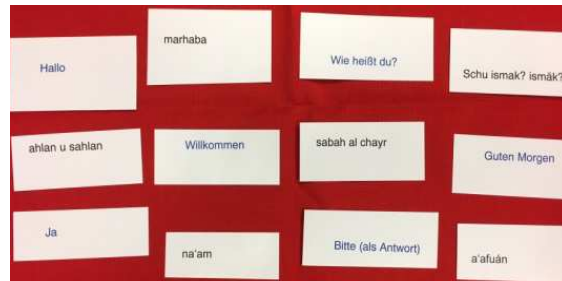 Hallo
marhaba
Wie heißt du?
Schu ismak? ismäk?
ahlan u sahlan
Willkommen
sabah al chayr
Guten Morgen
Ja
na'am
Bitte (als Antwort)
a'afuán